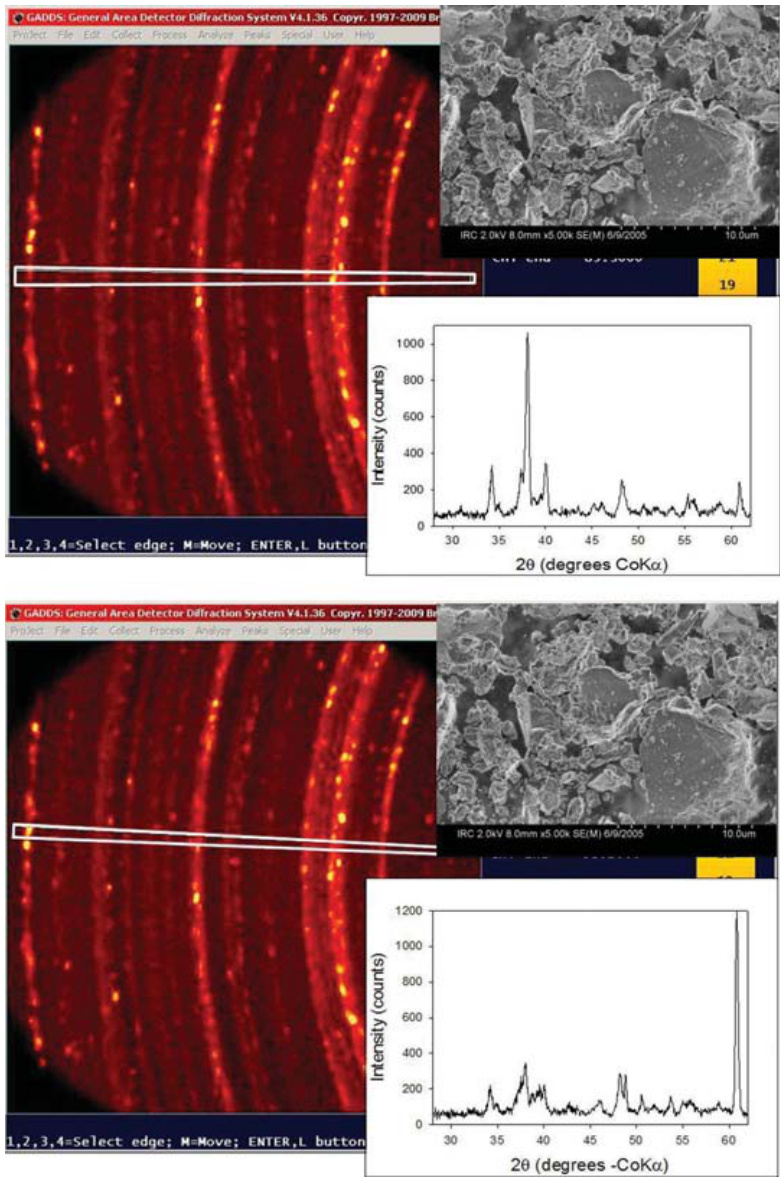 GADDS: General Area Detector Diffraction System V4.1.36 Copyr. 1997-2009 Br
Project File Edit Collect Process Analyze Peaks Special User Help
IRC 2.0kV 8.0mm x5.00k SE(M) 6/9/2005 10.0um
19
1,2,3,4=Select edge; M=Move; ENTER,L button
Intensity (counts)
1000
800
600
400
200
0
30 35 40 45 50 55 60
2θ (degrees CoKα)
GADDS: General Area Detector Diffraction System V4.1.36 Copyr. 1997-2009 Br
Project File Edit Collect Process Analyze Peaks Special User Help
IRC 2.0kV 8.0mm x5.00k SE(M) 6/9/2005 10.0um
1,2,3,4=Select edge; M=Move; ENTER,L button
Intensity (counts)
1200
1000
800
600
400
200
0
30 35 40 45 50 55 60
2θ (degrees -CoKα)